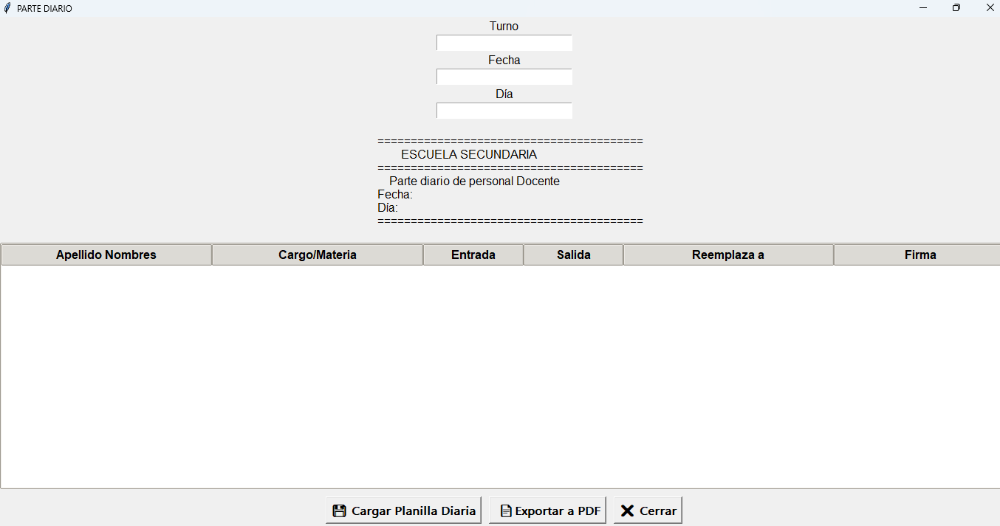 PARTE DIARIO
Turno
Fecha
Día
========================================
ESCUELA SECUNDARIA
========================================
Parte diario de personal Docente
Fecha:
Día:
========================================
Apellido Nombres Cargo/Materia Entrada Salida Reemplaza a Firma
Cargar Planilla Diaria Exportar a PDF Cerrar